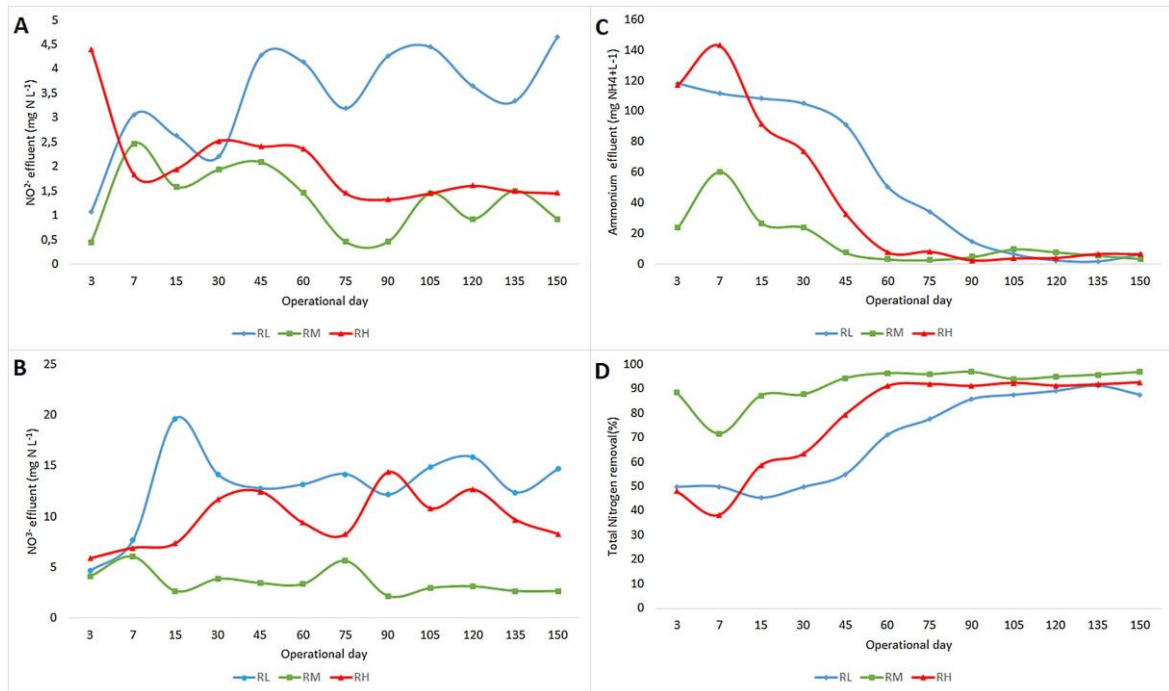 A
NO²⁻ effluent (mg N L⁻¹)
5
4,5
4
3,5
3
2,5
2
1,5
1
0,5
0
3 7 15 30 45 60 75 90 105 120 135 150
Operational day
RL RM RH
B
NO³⁻ effluent (mg N L⁻¹)
25
20
15
10
5
0
3 7 15 30 45 60 75 90 105 120 135 150
Operational day
RL RM RH
C
Ammonium effluent (mg NH4+L-1)
160
140
120
100
80
60
40
20
0
3 7 15 30 45 60 75 90 105 120 135 150
Operational day
RL RM RH
D
Total Nitrogen removal(%)
100
90
80
70
60
50
40
30
20
10
0
3 7 15 30 45 60 75 90 105 120 135 150
Operational day
RL RM RH